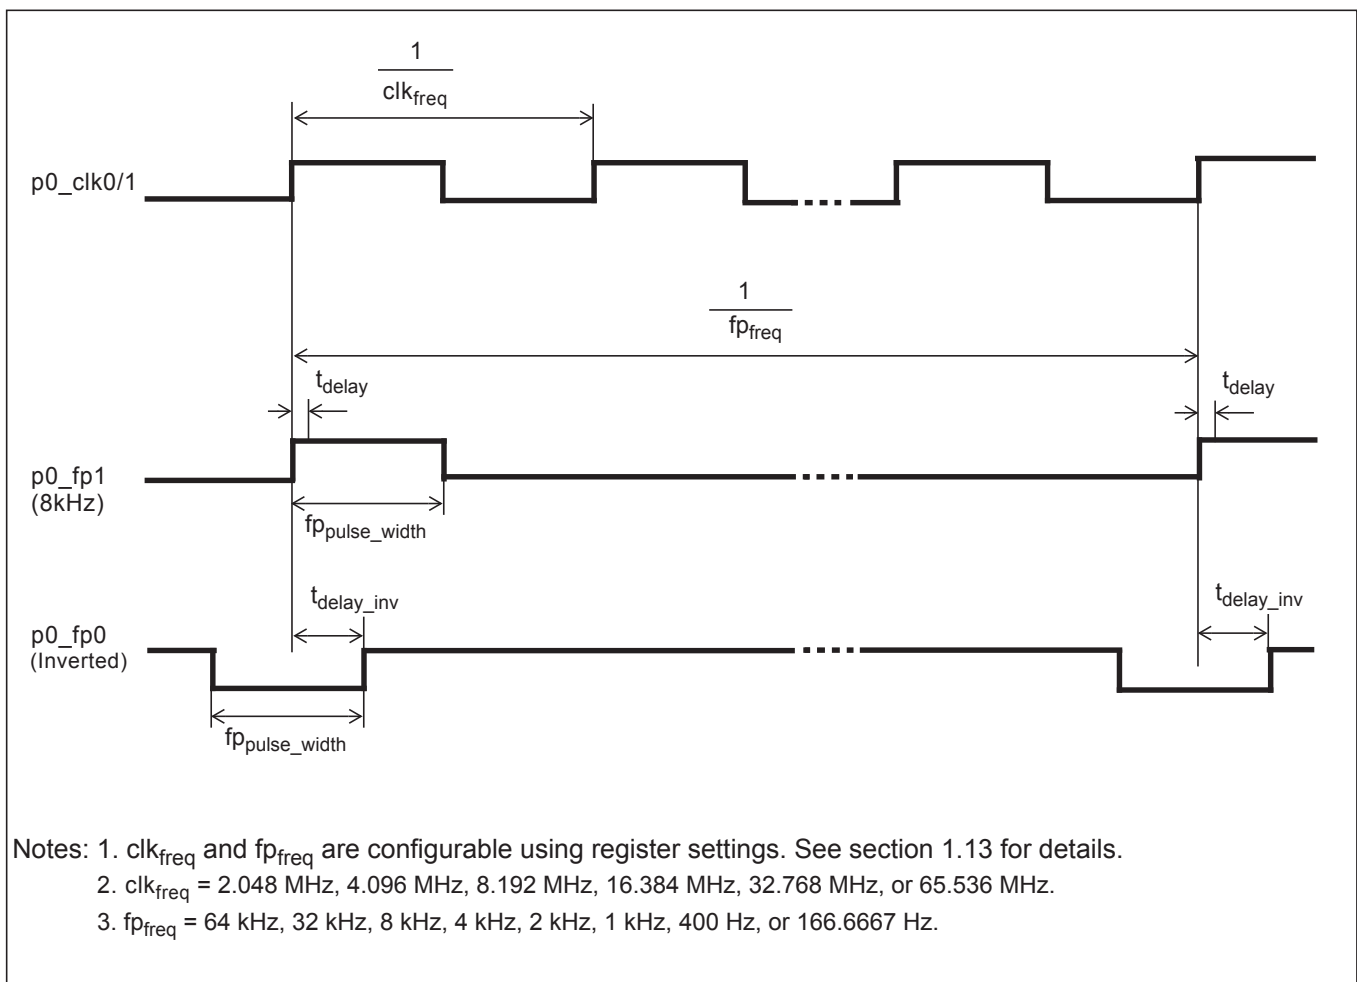 1
clkfreq
p0_clk0/1
1
fpfreq
tdelay
tdelay
p0_fp1
(8kHz)
fppulse_width
tdelay_inv
tdelay_inv
p0_fp0
(Inverted)
fppulse_width
Notes: 1. clkfreq and fpfreq are configurable using register settings. See section 1.13 for details.
2. clkfreq = 2.048 MHz, 4.096 MHz, 8.192 MHz, 16.384 MHz, 32.768 MHz, or 65.536 MHz.
3. fpfreq = 64 kHz, 32 kHz, 8 kHz, 4 kHz, 2 kHz, 1 kHz, 400 Hz, or 166.6667 Hz.